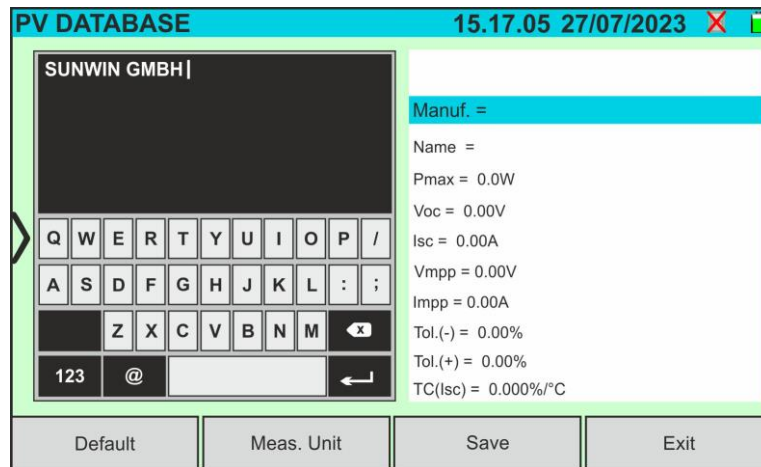 PV DATABASE 15.17.05 27/07/2023
SUNWIN GMBH
Manuf. =
Name =
Pmax = 0.0W
Voc = 0.00V
Isc = 0.00A
Vmpp = 0.00V
Impp = 0.00A
Tol.(-) = 0.00%
Tol.(+) = 0.00%
TC(Isc) = 0.000%/°C
Q W E R T Y U I O P /
A S D F G H J K L : ;
Z X C V B N M x
123 @
Default Meas. Unit Save Exit